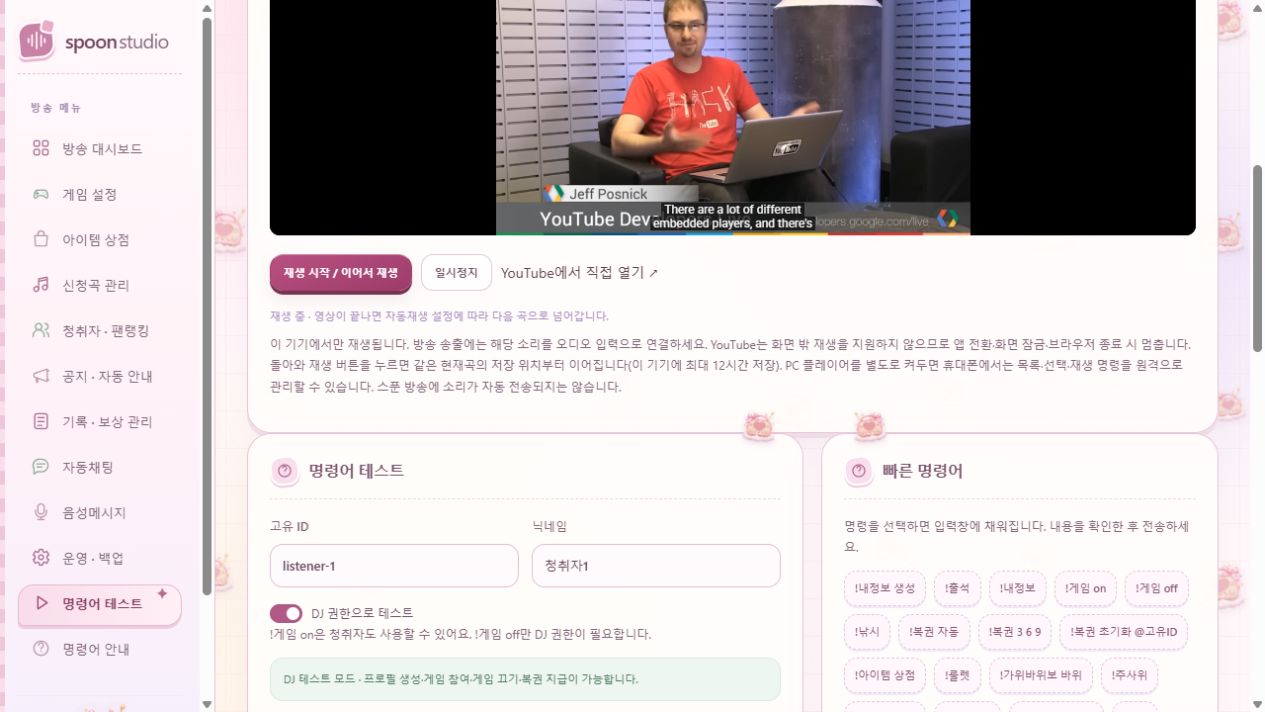 spoon studio
방송 메뉴
방송 대시보드
게임 설정
아이템 상점
신청곡 관리
청취자 · 팬랭킹
공지 · 자동 안내
기록 · 보상 관리
자동채팅
음성메시지
운영 · 백업
명령어 테스트
명령어 안내
Jeff Posnick
YouTube Dev
opers.google.com/live
There are a lot of different
embedded players, and there's
재생 시작 / 이어서 재생
일시정지
YouTube에서 직접 열기 ↗
재생 중 · 영상이 끝나면 자동재생 설정에 따라 다음 곡으로 넘어갑니다.
이 기기에서만 재생됩니다. 방송 송출에는 해당 소리를 오디오 입력으로 연결하세요. YouTube는 화면 밖 재생을 지원하지 않으므로 앱 전환·화면 잠금·브라우저 종료 시 멈춥니다.
돌아와 재생 버튼을 누르면 같은 현재곡의 저장 위치부터 이어집니다(이 기기에 최대 12시간 저장). PC 플레이어를 별도로 켜두면 휴대폰에서는 목록·선택·재생 명령을 원격으로
관리할 수 있습니다. 스푼 방송에 소리가 자동 전송되지는 않습니다.
명령어 테스트
고유 ID
닉네임
listener-1
청취자1
DJ 권한으로 테스트
!게임 on은 청취자도 사용할 수 있어요. !게임 off만 DJ 권한이 필요합니다.
DJ 테스트 모드 · 프로필 생성·게임 참여·게임 끄기·복권 지급이 가능합니다.
빠른 명령어
명령을 선택하면 입력창에 채워집니다. 내용을 확인한 후 전송하세
요.
!내정보 생성
!출석
!내정보
!게임 on
!게임 off
!낚시
!복권 자동
!복권 3 6 9
!복권 초기화 @고유ID
!아이템 상점
!룰렛
!가위바위보 바위
!주사위